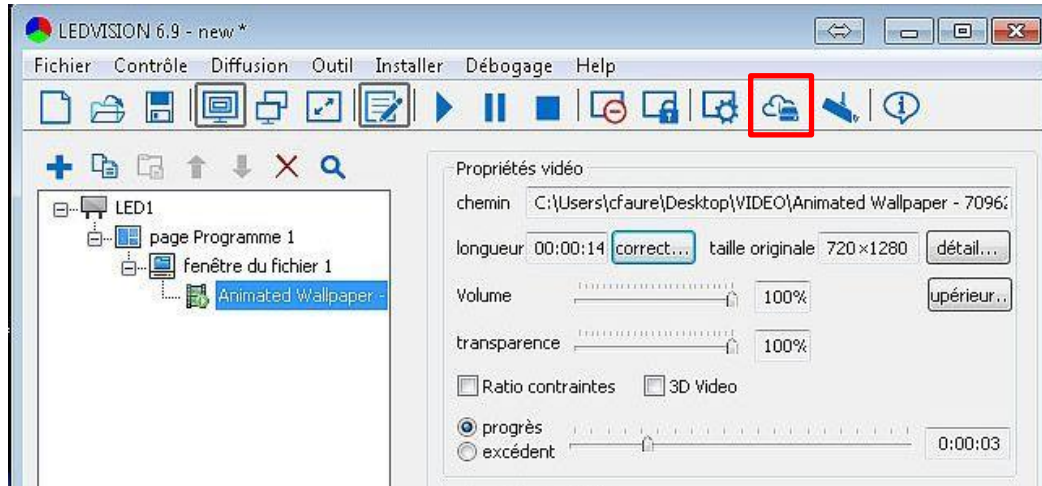 LEDVISION 6.9 - new *
Fichier Contrôle Diffusion Outil Installer Débogage Help
LED1
page Programme 1
fenêtre du fichier 1
Animated Wallpaper -
Propriétés vidéo
chemin C:\Users\cfaure\Desktop\VIDEO\Animated Wallpaper - 7096
longueur 00:00:14 correct... taille originale 720×1280 détail...
Volume 100% upérieur..
transparence 100%
Ratio contraintes 3D Video
progrès
excédent 0:00:03